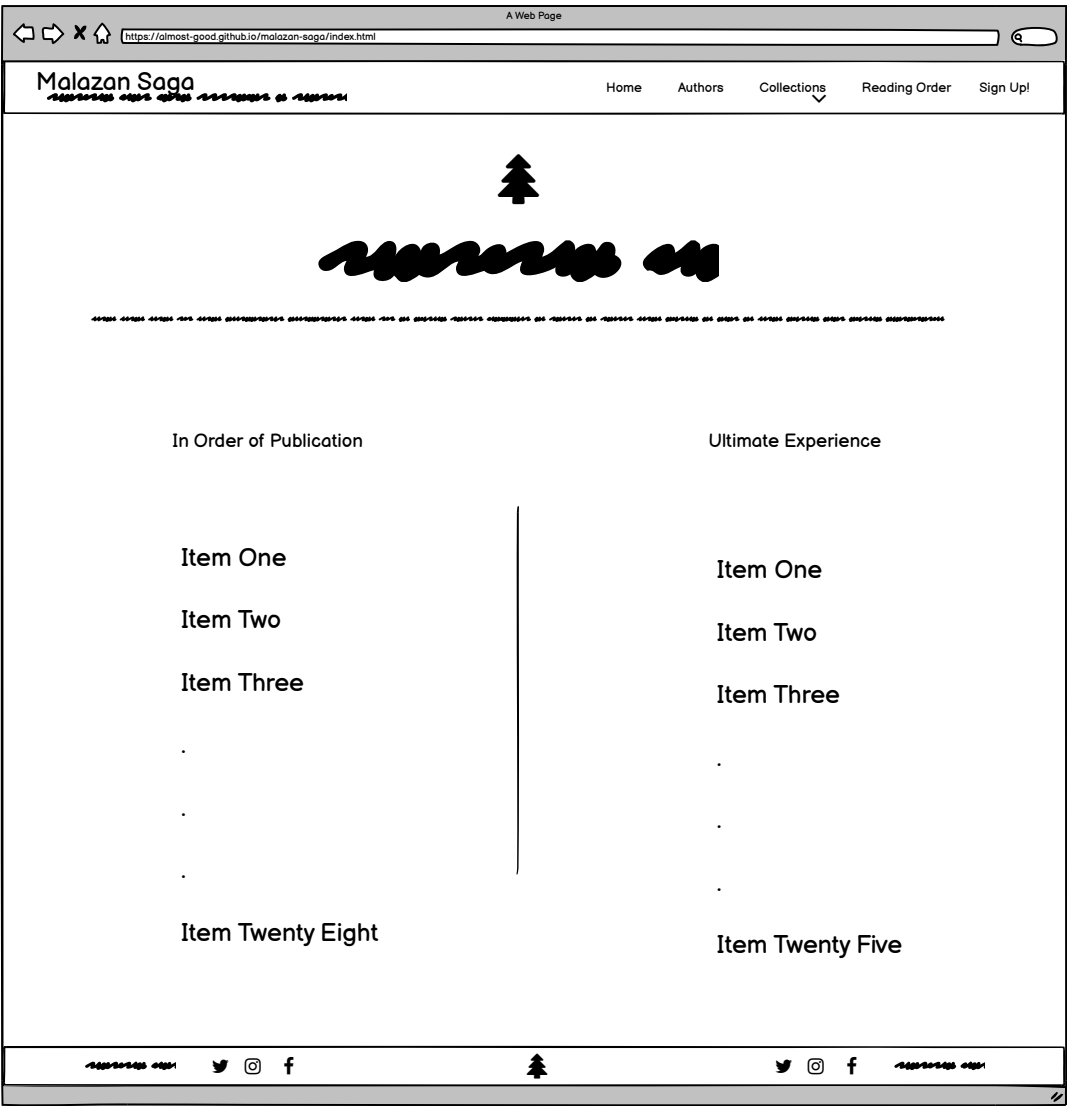 A Web Page
https://almost-good.github.io/malazan-saga/index.html
Malazan Saga
Home Authors Collections Reading Order Sign Up!
In Order of Publication
Ultimate Experience
Item One
Item Two
Item Three
.
.
.
Item Twenty Eight
Item One
Item Two
Item Three
.
.
.
Item Twenty Five